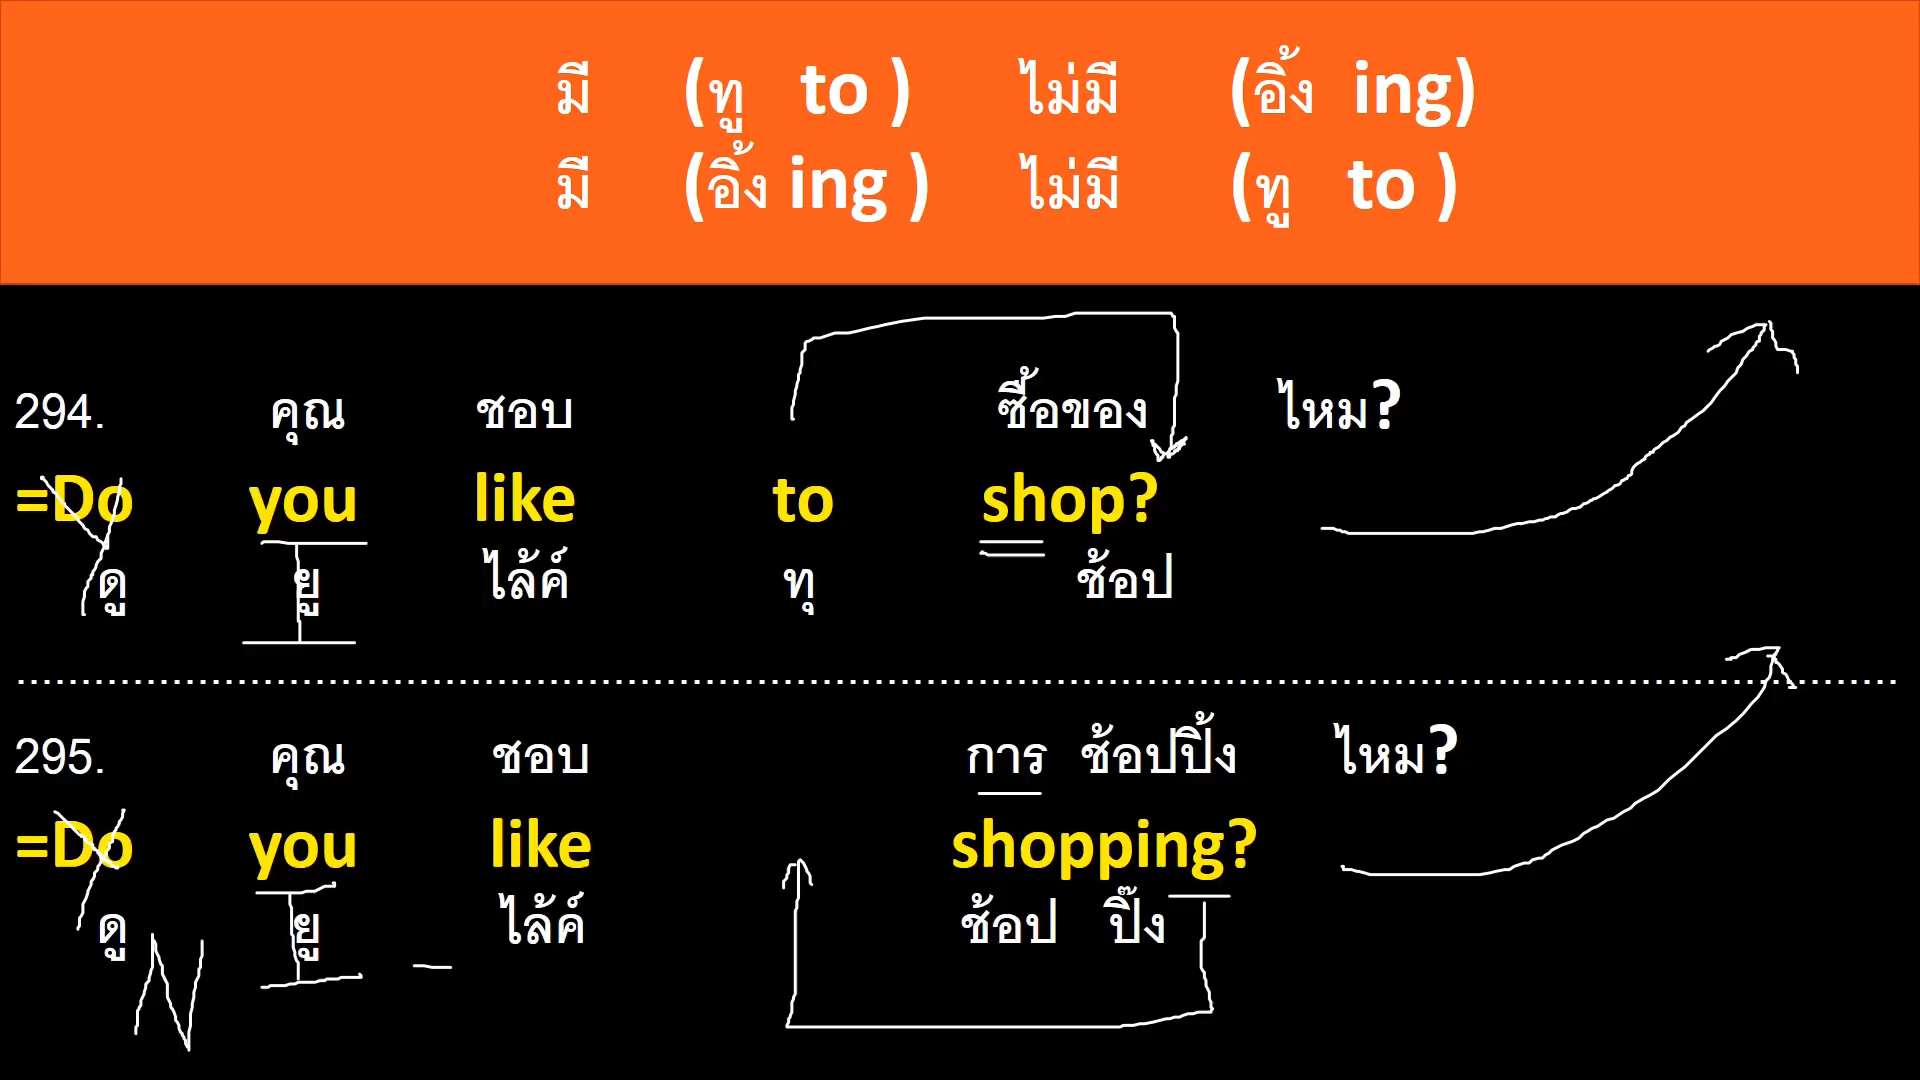 มี (ทู to ) ไม่มี (อิ้ง ing)
มี (อิ้ง ing ) ไม่มี (ทู to )
294. คุณ ชอบ ซื้อของ ไหม?
=Do you like to shop?
ดู ยู ไล้ค์ ทุ ช้อป
295. คุณ ชอบ การ ช้อปปิ้ง ไหม?
=Do you like shopping?
ดู ยู ไล้ค์ ช้อป ปิ๊ง
N